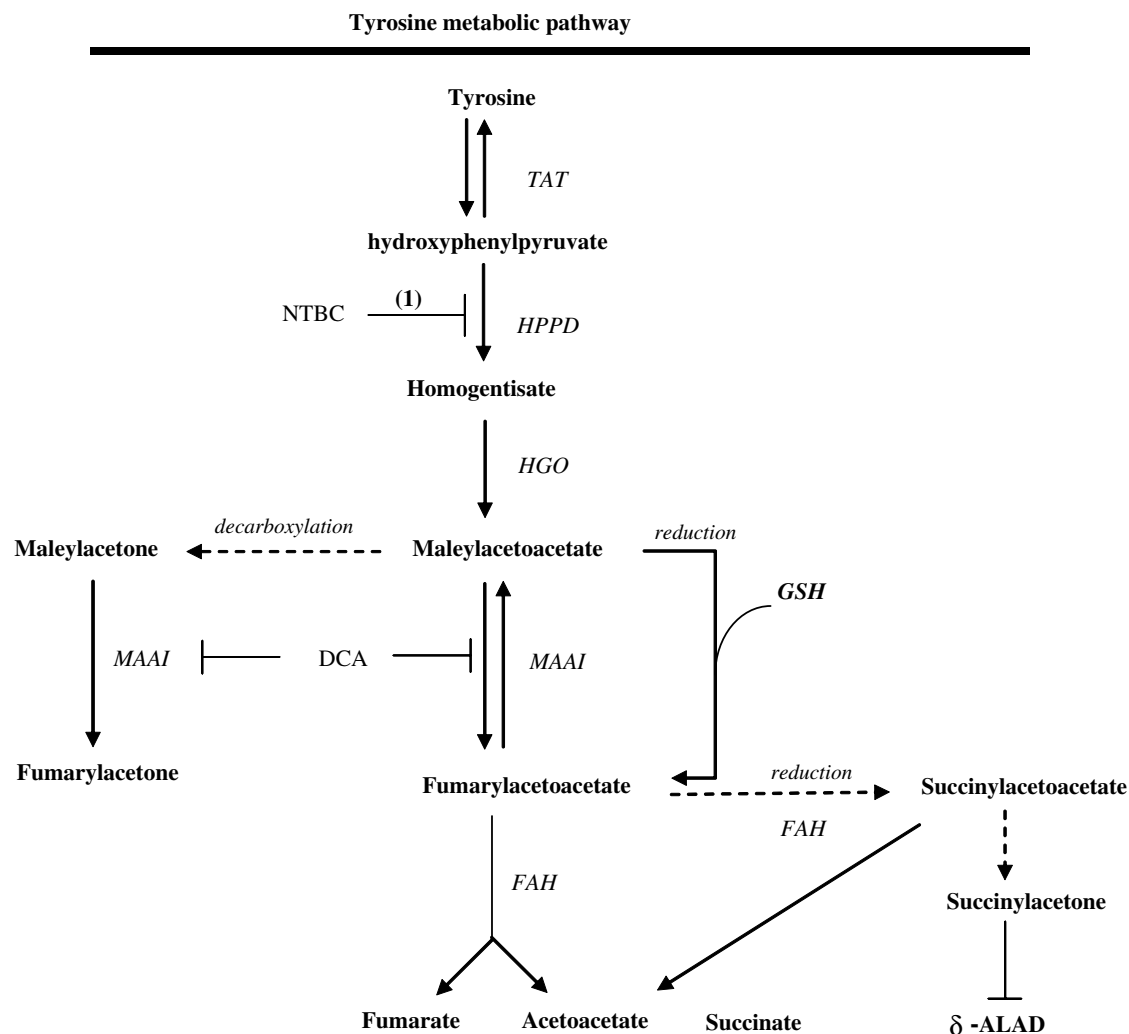 Tyrosine metabolic pathway
Tyrosine
TAT
hydroxyphenylpyruvate
NTBC (1) HPPD
Homogentisate
HGO
decarboxylation reduction
Maleylacetone Maleylacetoacetate
GSH
MAAI DCA MAAI
Fumarylacetone Fumarylacetoacetate reduction Succinylacetoacetate
FAH
FAH
Succinylacetone
Fumarate Acetoacetate Succinate δ -ALAD